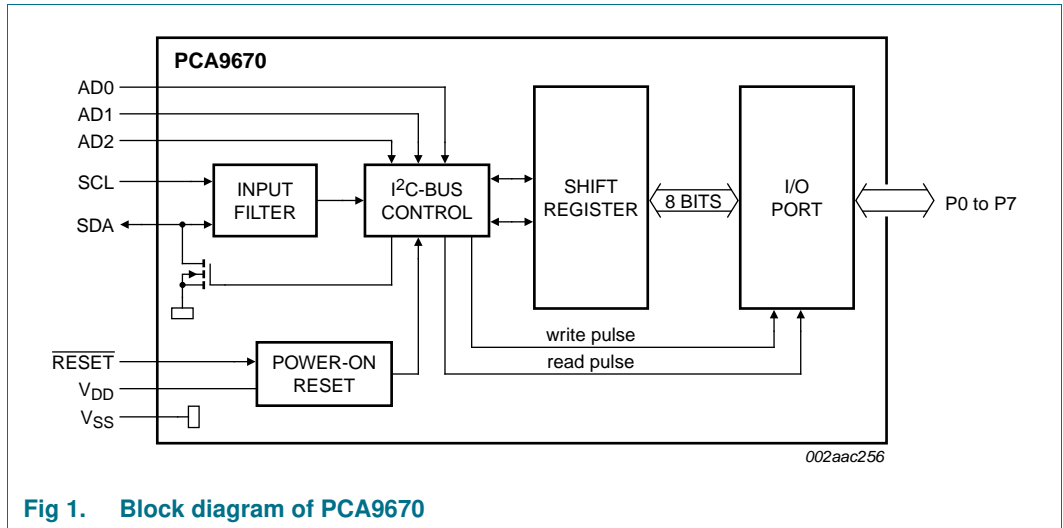 PCA9670
AD0
AD1
AD2
SCL
SDA
INPUT
FILTER
I²C-BUS
CONTROL
SHIFT
REGISTER
8 BITS
I/O
PORT
P0 to P7
write pulse
read pulse
RESET
VDD
VSS
POWER-ON
RESET
002aac256
Fig 1. Block diagram of PCA9670